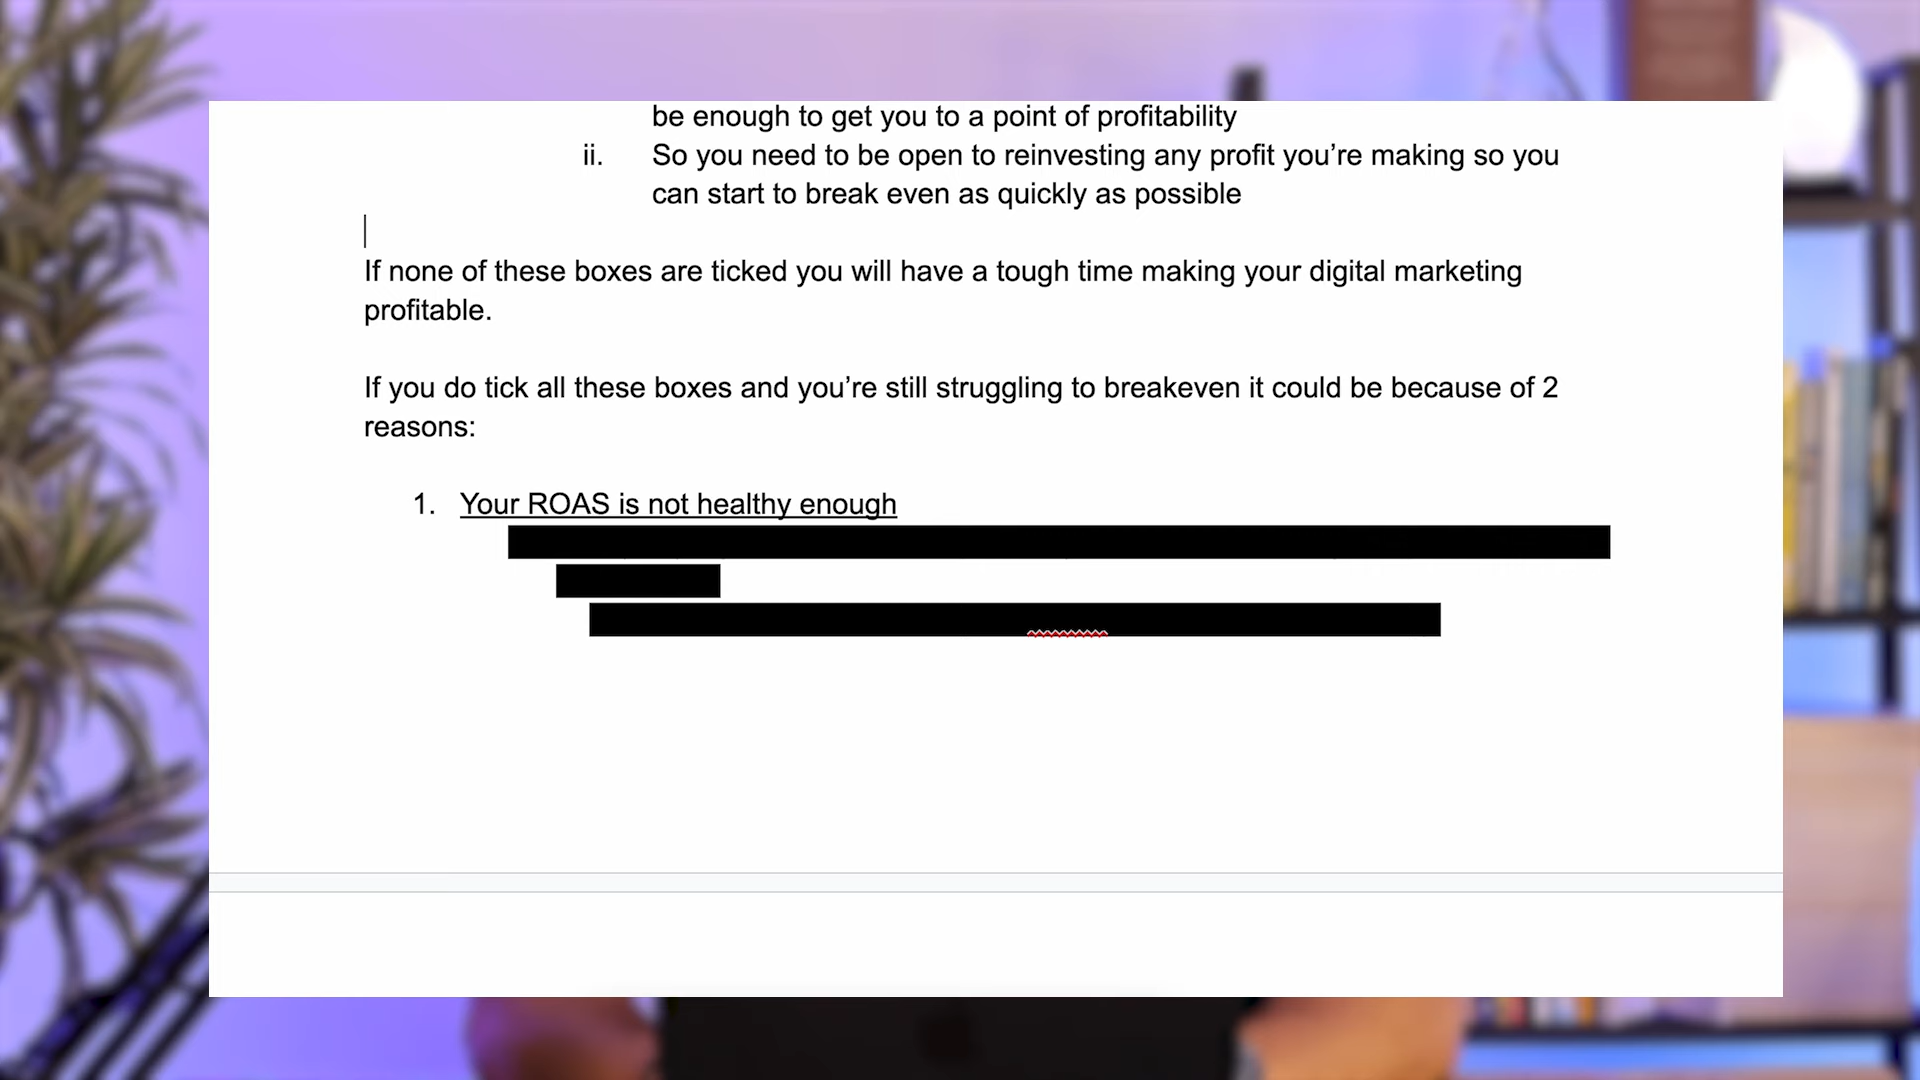 be enough to get you to a point of profitability
ii. So you need to be open to reinvesting any profit you’re making so you
can start to break even as quickly as possible
If none of these boxes are ticked you will have a tough time making your digital marketing
profitable.
If you do tick all these boxes and you’re still struggling to breakeven it could be because of 2
reasons:
1. Your ROAS is not healthy enough